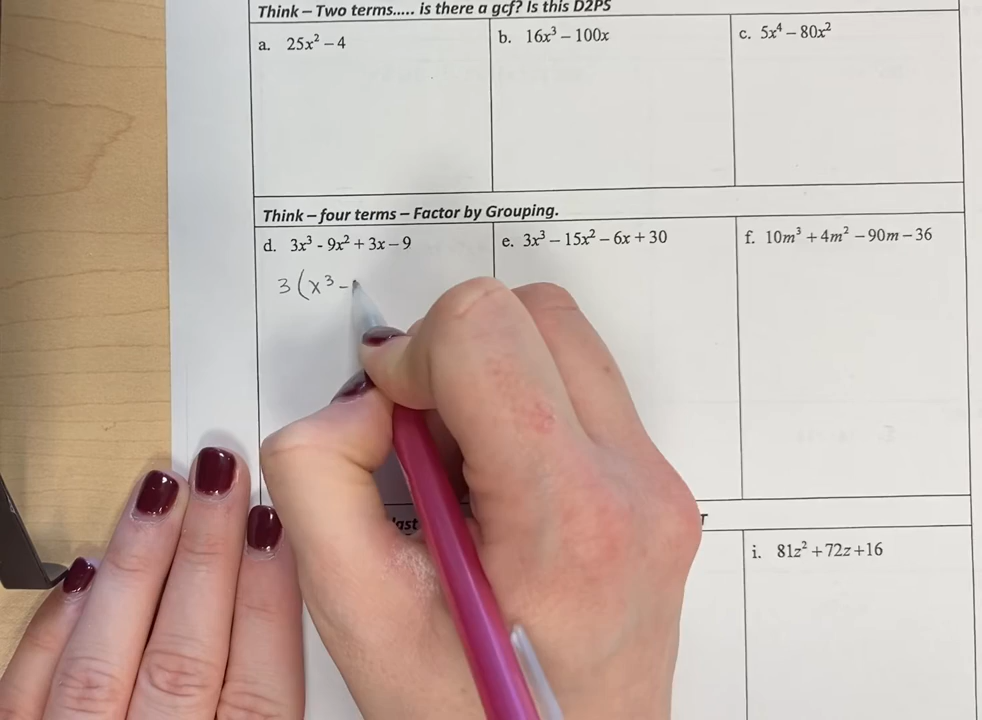 Think – Two terms..... is there a gcf? Is this D2PS
a. 25x² – 4
b. 16x³ – 100x
c. 5x⁴ – 80x²
Think – four terms – Factor by Grouping.
d. 3x³ - 9x² + 3x – 9
e. 3x³ – 15x² – 6x + 30
f. 10m³ + 4m² – 90m – 36
3 (x³ –
last
T
i. 81z² + 72z + 16